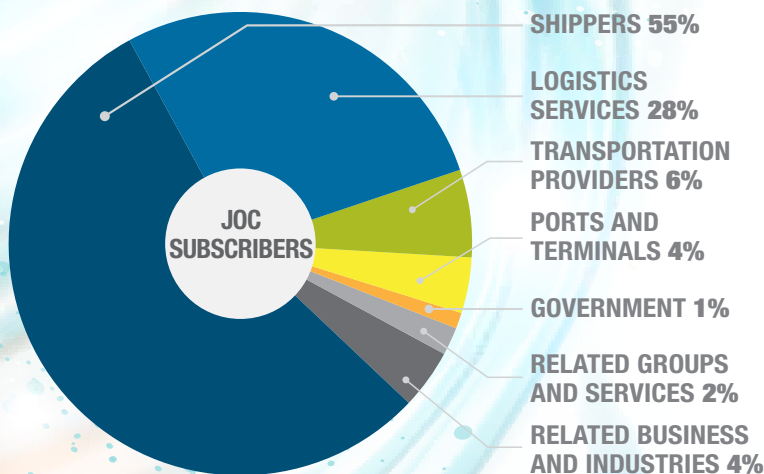 SHIPPERS 55%
LOGISTICS
SERVICES 28%
TRANSPORTATION
PROVIDERS 6%
PORTS AND
TERMINALS 4%
GOVERNMENT 1%
RELATED GROUPS
AND SERVICES 2%
RELATED BUSINESS
AND INDUSTRIES 4%
JOC
SUBSCRIBERS